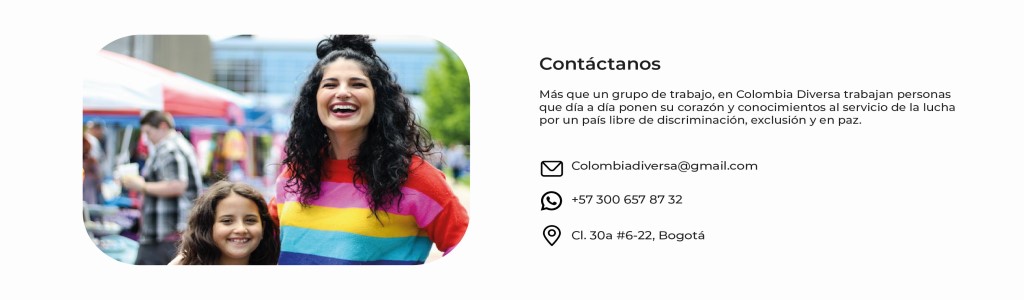 Contáctanos
Más que un grupo de trabajo, en Colombia Diversa trabajan personas
que día a día ponen su corazón y conocimientos al servicio de la lucha
por un país libre de discriminación, exclusión y en paz.
Colombiadiversa@gmail.com
+57 300 657 87 32
Cl. 30a #6-22, Bogotá